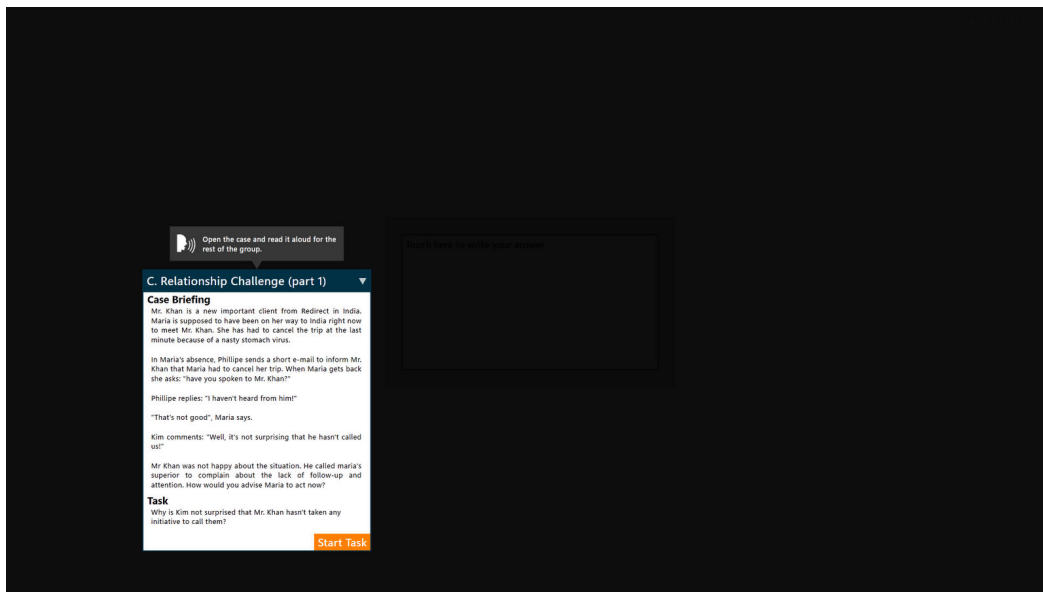 Open the case and read it aloud for the
rest of the group.
Touch here to write your answer
C. Relationship Challenge (part 1)
Case Briefing
Mr. Khan is a new important client from Redirect in India.
Maria is supposed to have been on her way to India right now
to meet Mr. Khan. She has had to cancel the trip at the last
minute because of a nasty stomach virus.
In Maria's absence, Phillipe sends a short e-mail to inform Mr.
Khan that Maria had to cancel her trip. When Maria gets back
she asks: "have you spoken to Mr. Khan?"
Phillipe replies: "I haven't heard from him!"
"That's not good", Maria says.
Kim comments: "Well, it's not surprising that he hasn't called
us!"
Mr Khan was not happy about the situation. He called maria's
superior to complain about the lack of follow-up and
attention. How would you advise Maria to act now?
Task
Why is Kim not surprised that Mr. Khan hasn't taken any
initiative to call them?
Start Task